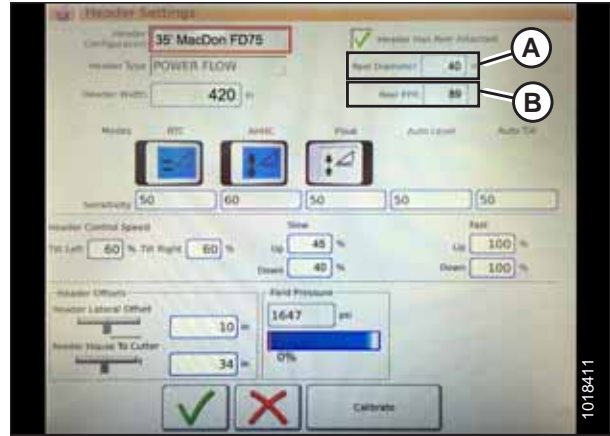 Header Settings
Header Configuration 35' MacDon FD75 Header Has Reel Attached
A
Header Type POWER FLOW Reel Diameter 40 in
Header Width 420 in Reel PPR 89
B
Modes RTC AHHC Float Auto Level Auto Tilt
Sensitivity 50 60 50 50 50
Header Control Speed Slow Fast
Tilt Left 60 % Tilt Right 60 % Up 45 % Up 100 %
Down 40 % Down 100 %
Header Offsets Field Pressure
Header Lateral Offset 1647 psi
10 in
Feeder House To Cutter 0%
34 in
Calibrate
1018411